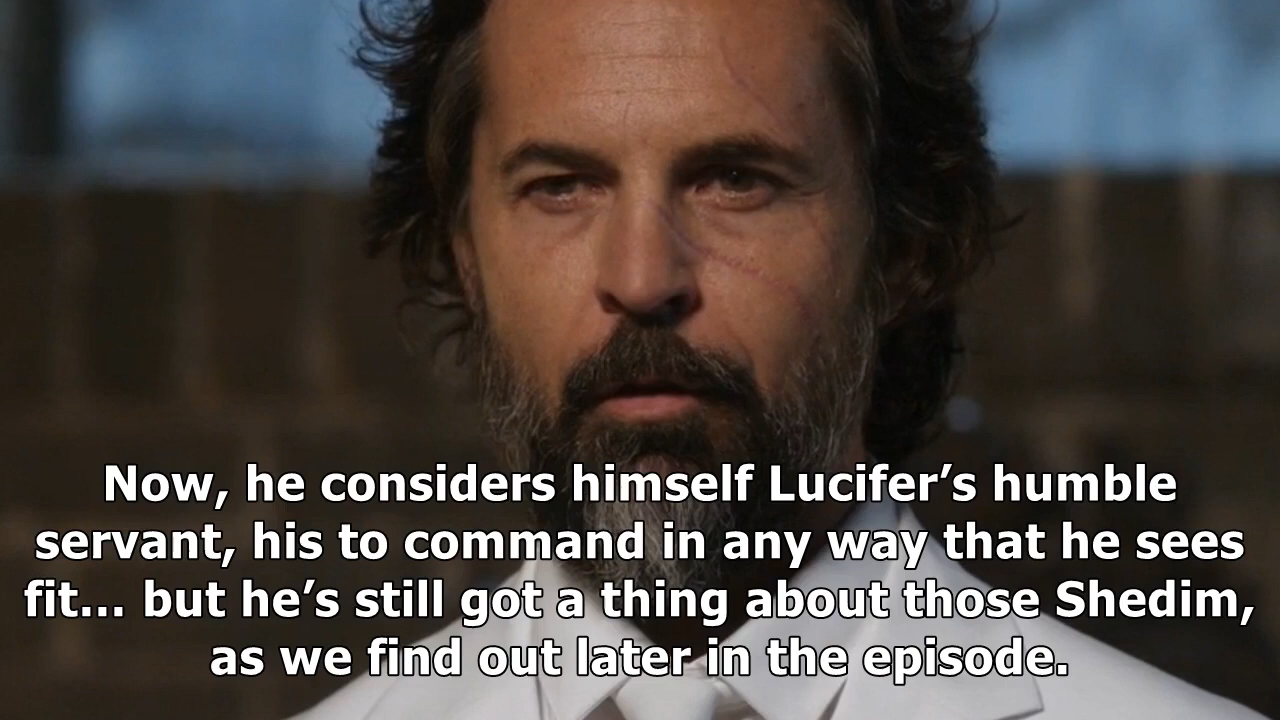 Now, he considers himself Lucifer’s humble
servant, his to command in any way that he sees
fit… but he’s still got a thing about those Shedim,
as we find out later in the episode.